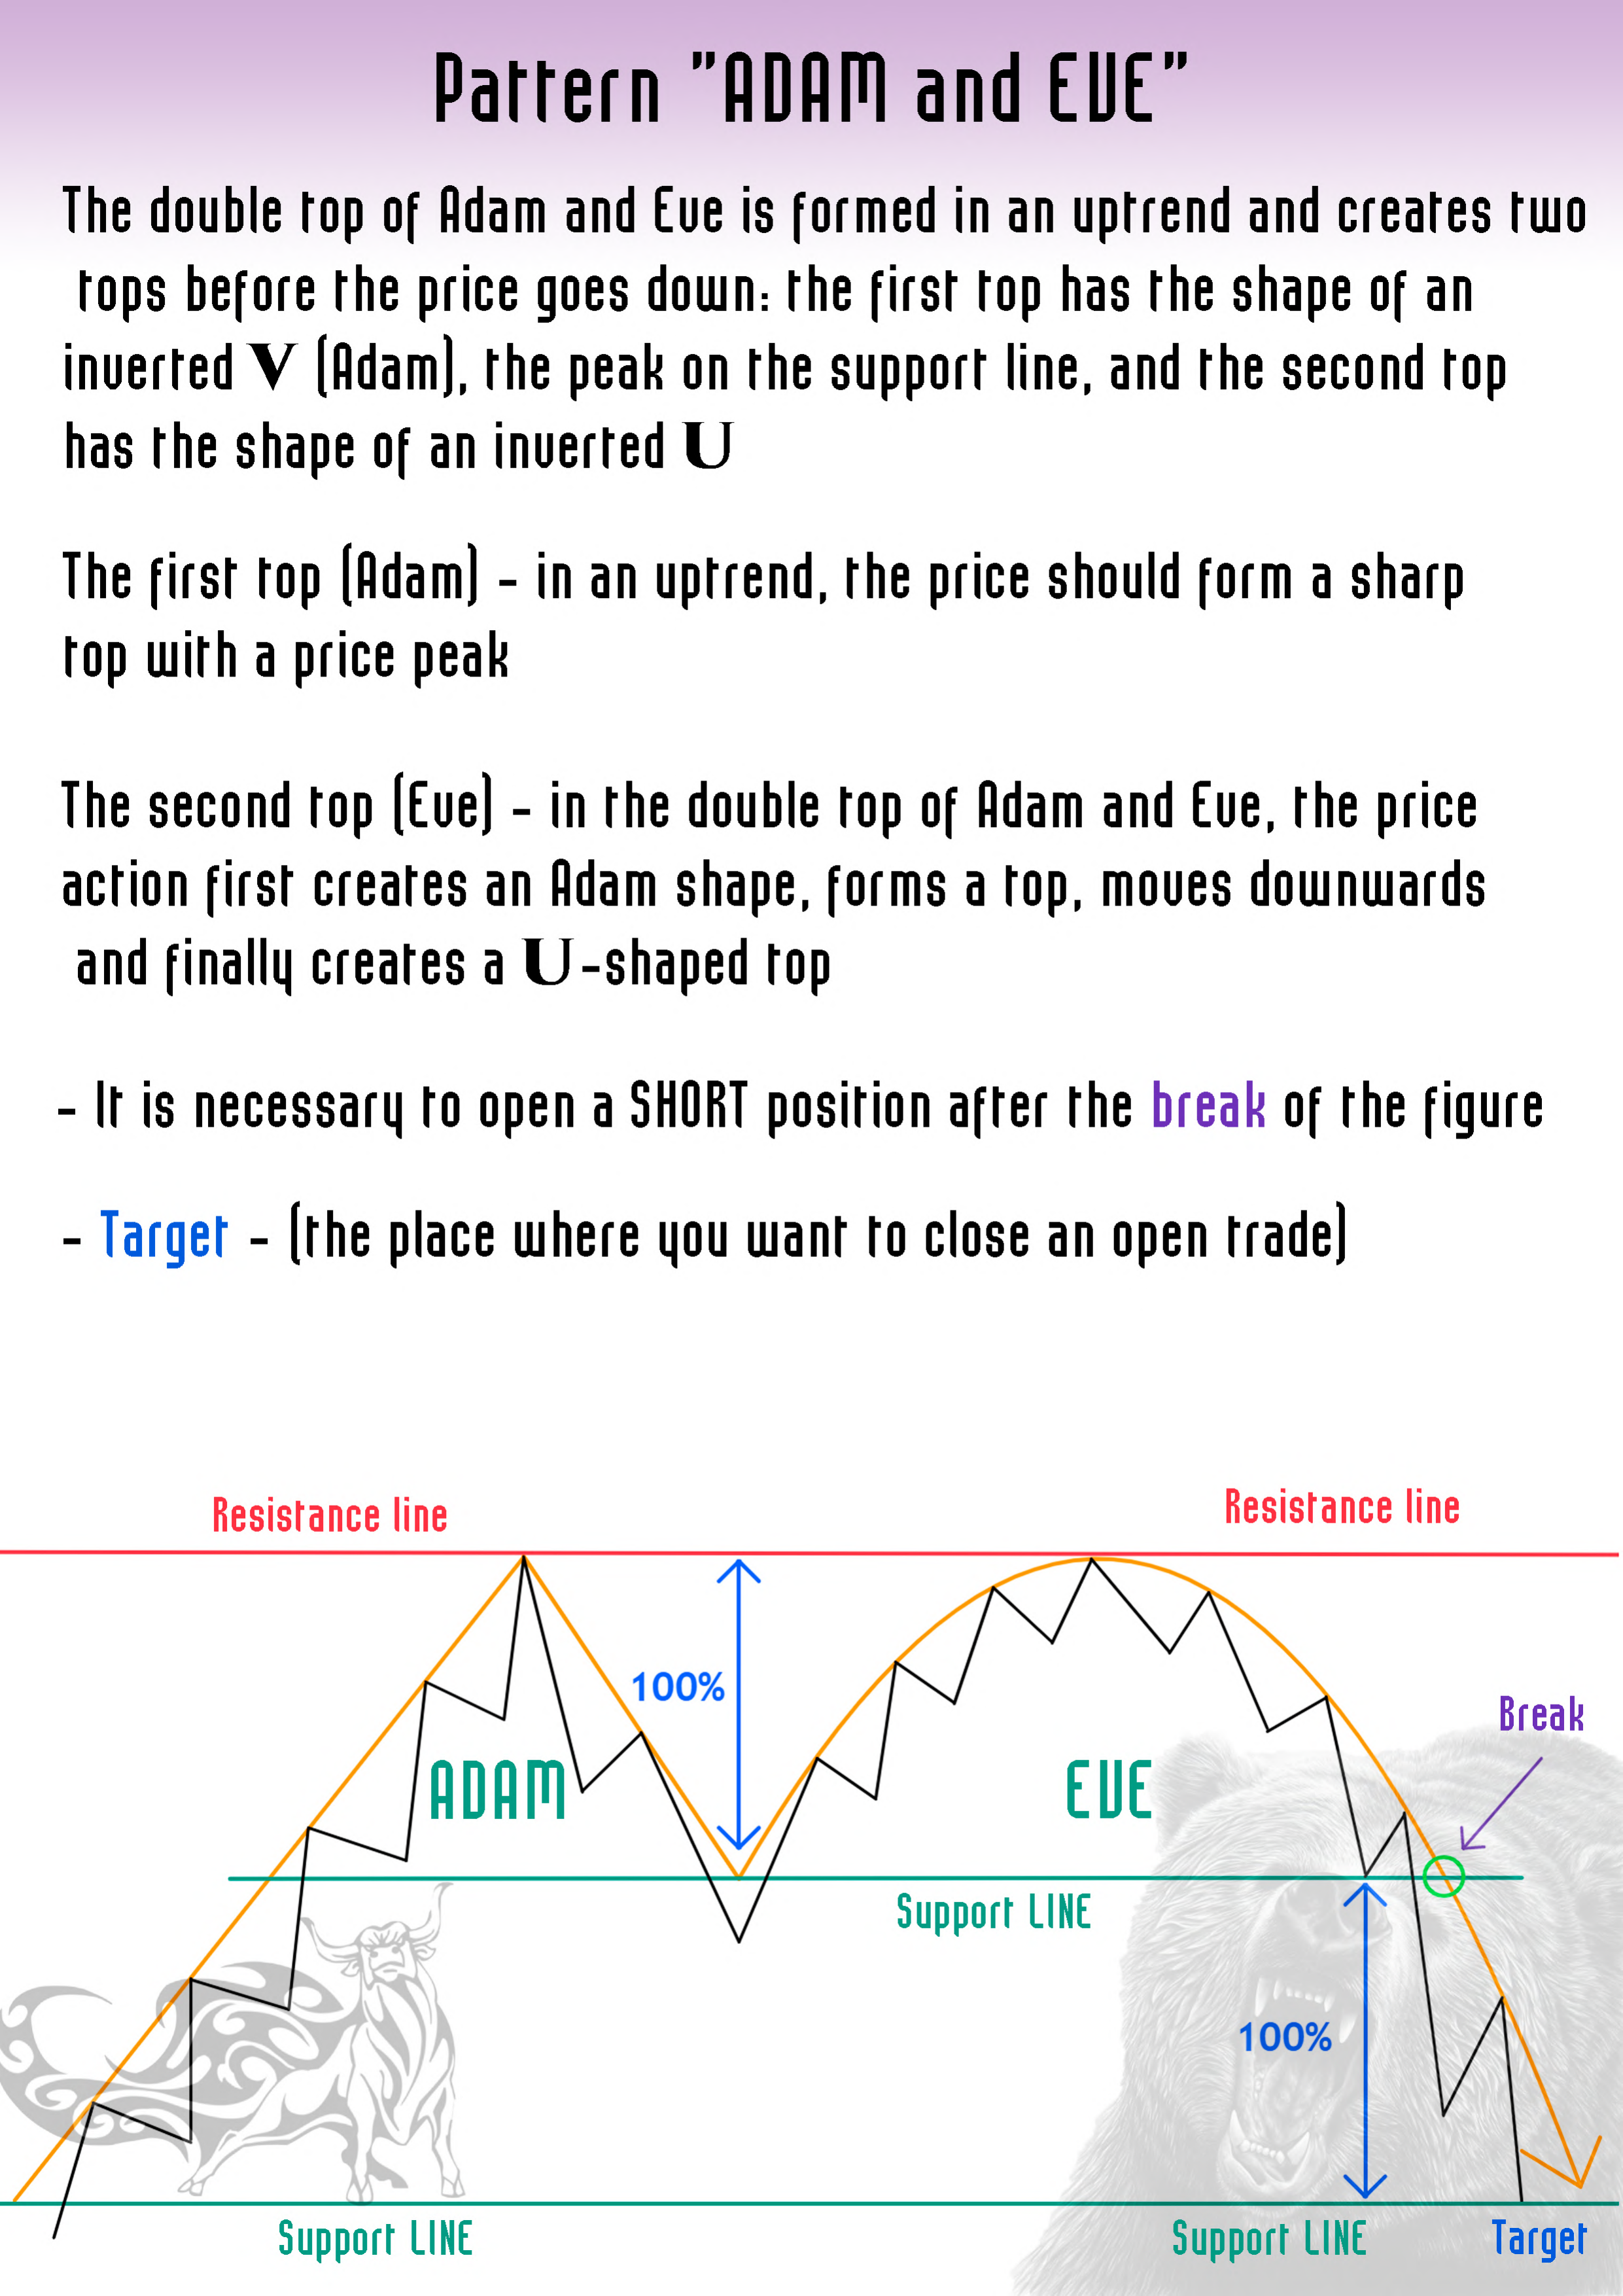 Pattern "ADAM and EVE"
The double top of Adam and Eve is formed in an uptrend and creates two
tops before the price goes down: the first top has the shape of an
inverted V (Adam), the peak on the support line, and the second top
has the shape of an inverted U
The first top (Adam) - in an uptrend, the price should form a sharp
top with a price peak
The second top (Eve) - in the double top of Adam and Eve, the price
action first creates an Adam shape, forms a top, moves downwards
and finally creates a U-shaped top
- It is necessary to open a SHORT position after the break of the figure
- Target - (the place where you want to close an open trade)
Resistance line
Resistance line
100%
Break
ADAM
EVE
Support LINE
100%
Support LINE
Support LINE
Target